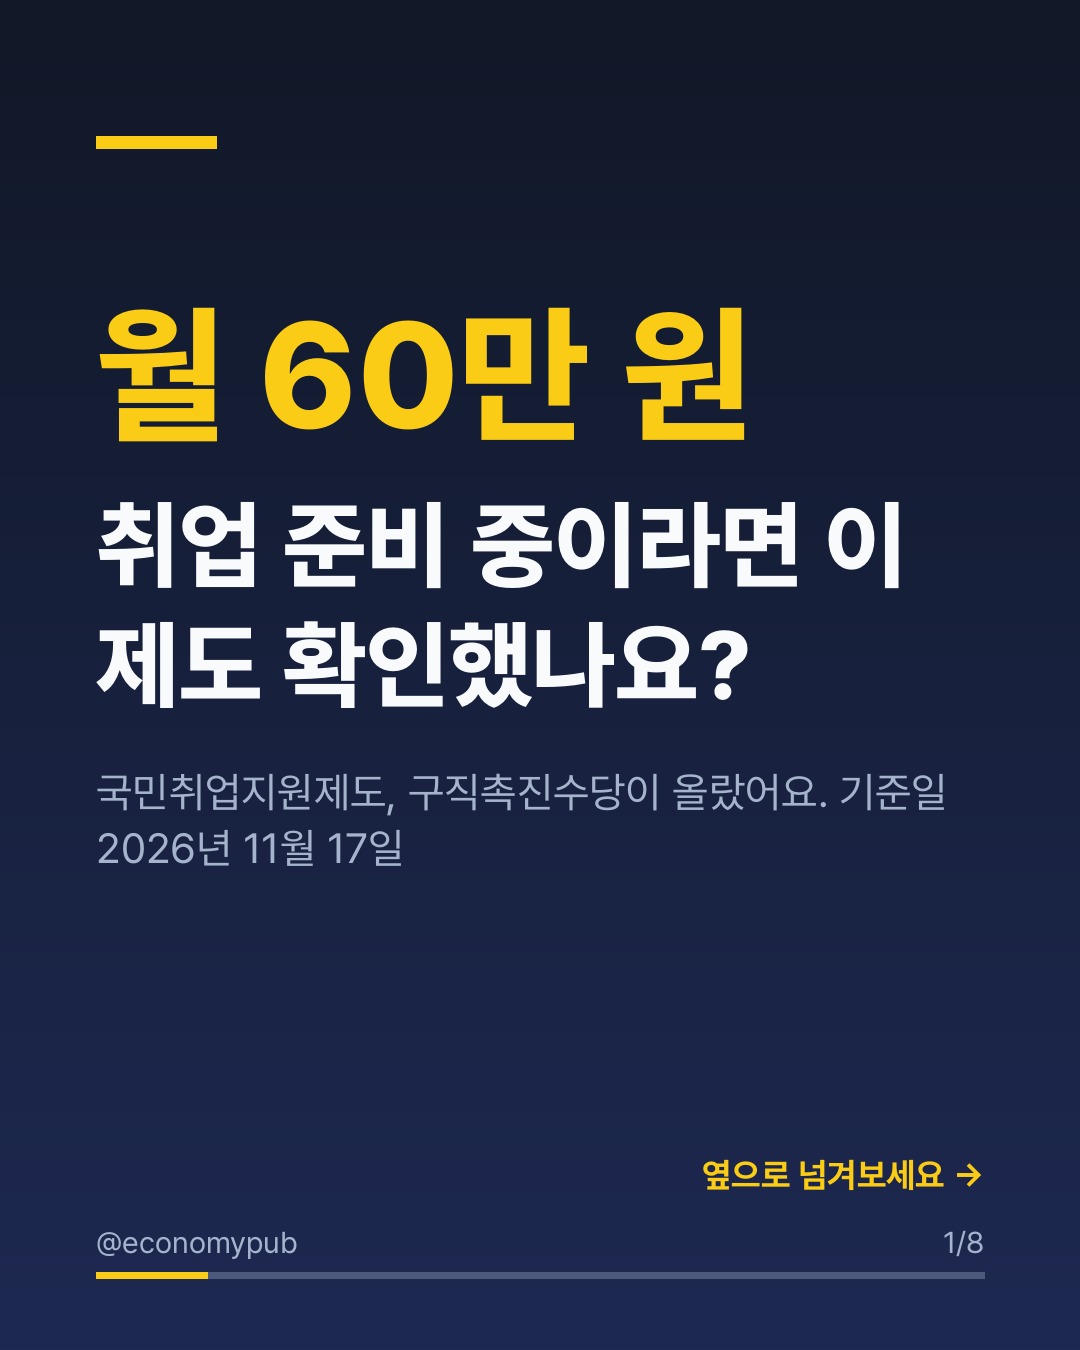 월 60만 원
취업 준비 중이라면 이
제도 확인했나요?
국민취업지원제도, 구직촉진수당이 올랐어요. 기준일
2026년 11월 17일
옆으로 넘겨보세요 →
@economypub
1/8